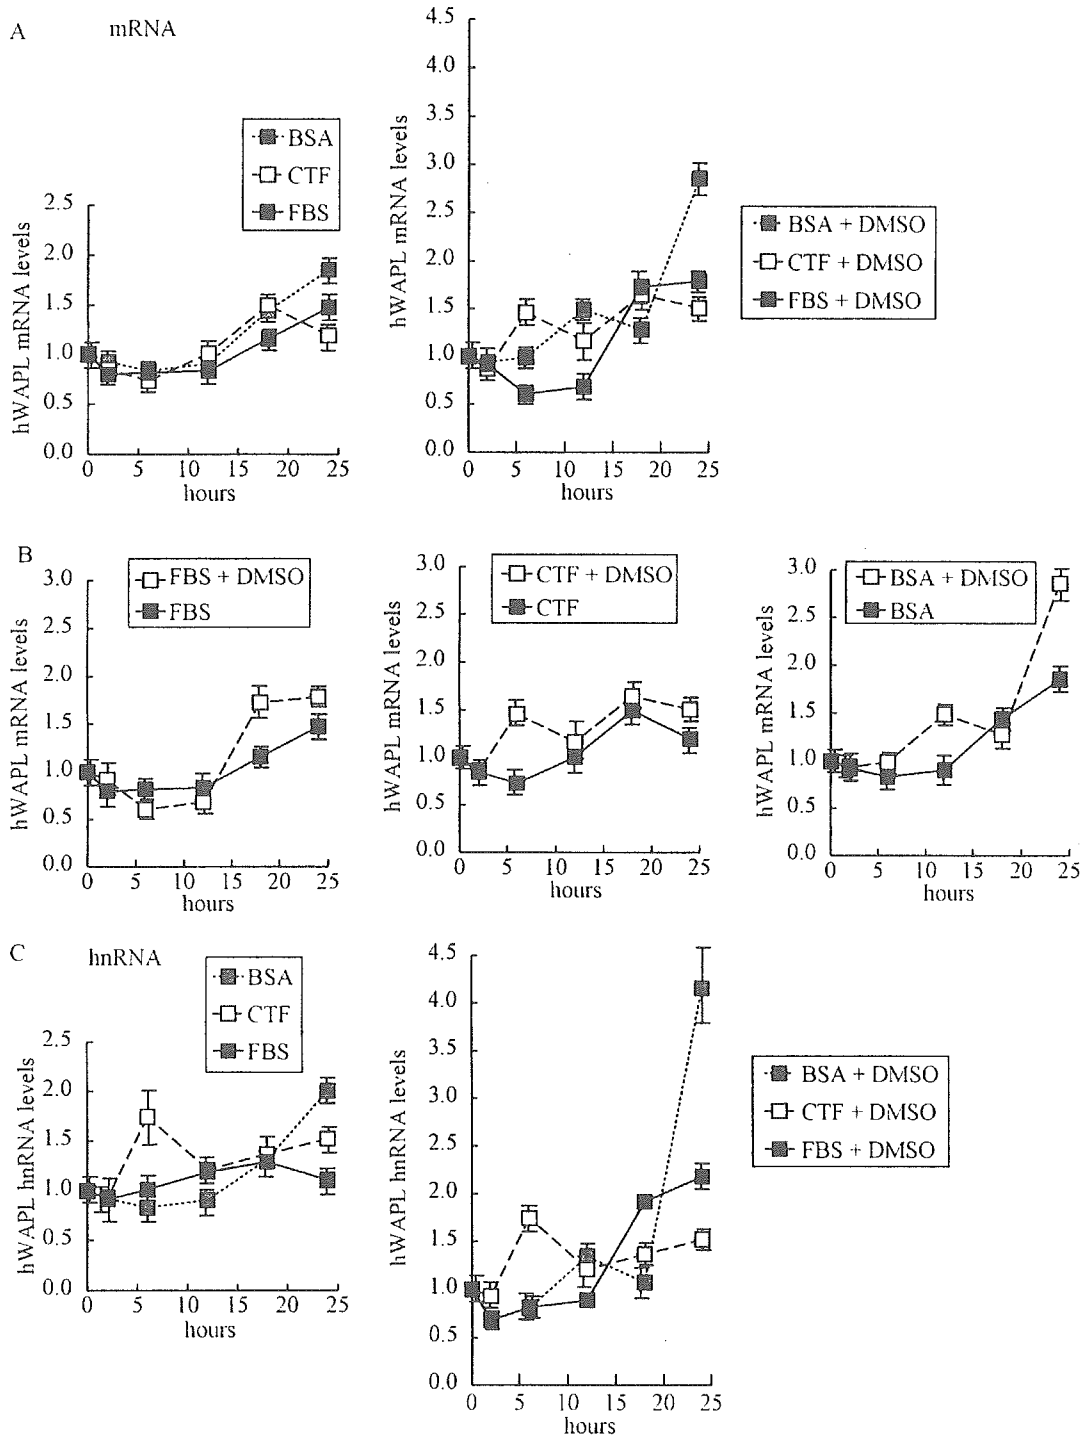 A
mRNA
BSA
CTF
FBS
hWAPL mRNA levels
2.5
2.0
1.5
1.0
0.5
0.0
0 5 10 15 20 25
hours
hWAPL mRNA levels
4.5
4.0
3.5
3.0
2.5
2.0
1.5
1.0
0.5
0.0
0 5 10 15 20 25
hours
BSA + DMSO
CTF + DMSO
FBS + DMSO
B
FBS + DMSO
FBS
hWAPL mRNA levels
3.0
2.5
2.0
1.5
1.0
0.5
0.0
0 5 10 15 20 25
hours
CTF + DMSO
CTF
hWAPL mRNA levels
3.0
2.5
2.0
1.5
1.0
0.5
0.0
0 5 10 15 20 25
hours
BSA + DMSO
BSA
hWAPL mRNA levels
3.0
2.5
2.0
1.5
1.0
0.5
0.0
0 5 10 15 20 25
hours
C
hnRNA
BSA
CTF
FBS
hWAPL hnRNA levels
2.5
2.0
1.5
1.0
0.5
0.0
0 5 10 15 20 25
hours
hWAPL hnRNA levels
4.5
4.0
3.5
3.0
2.5
2.0
1.5
1.0
0.5
0.0
0 5 10 15 20 25
hours
BSA + DMSO
CTF + DMSO
FBS + DMSO